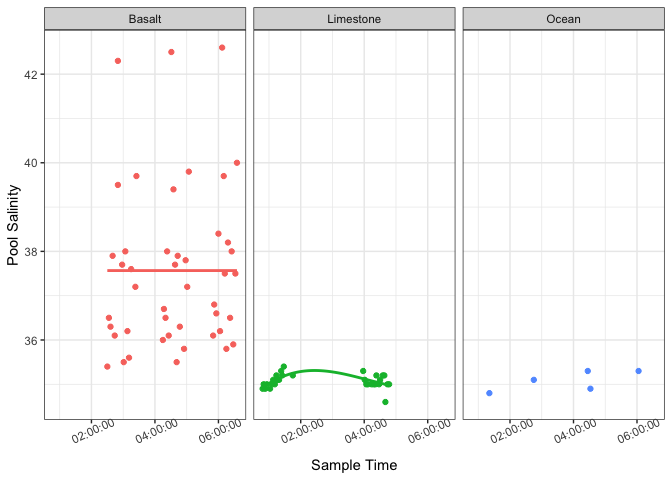 Basalt Limestone Ocean
Pool Salinity
42
40
38
36
02:00:00 04:00:00 06:00:00 02:00:00 04:00:00 06:00:00 02:00:00 04:00:00 06:00:00
Sample Time